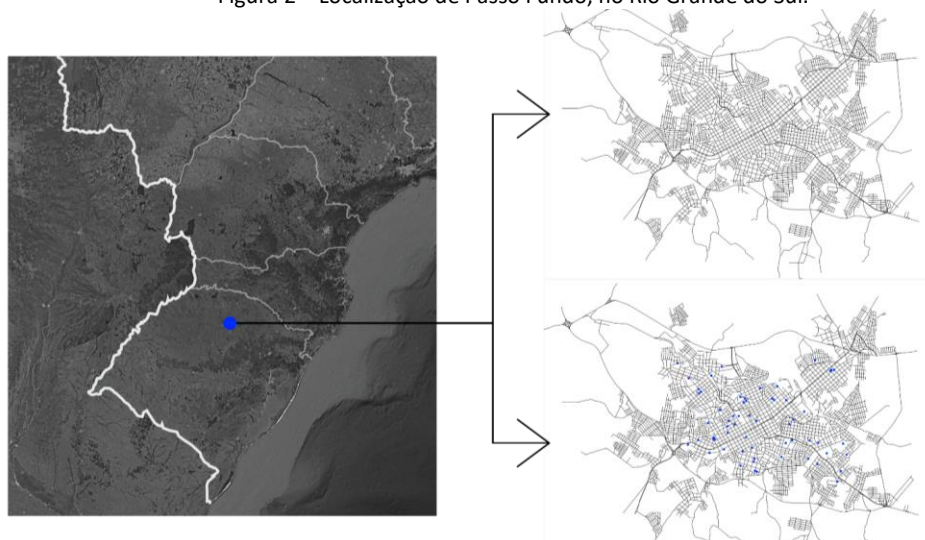 Figura 2 – Localização de Passo Fundo, no Rio Grande do Sul.